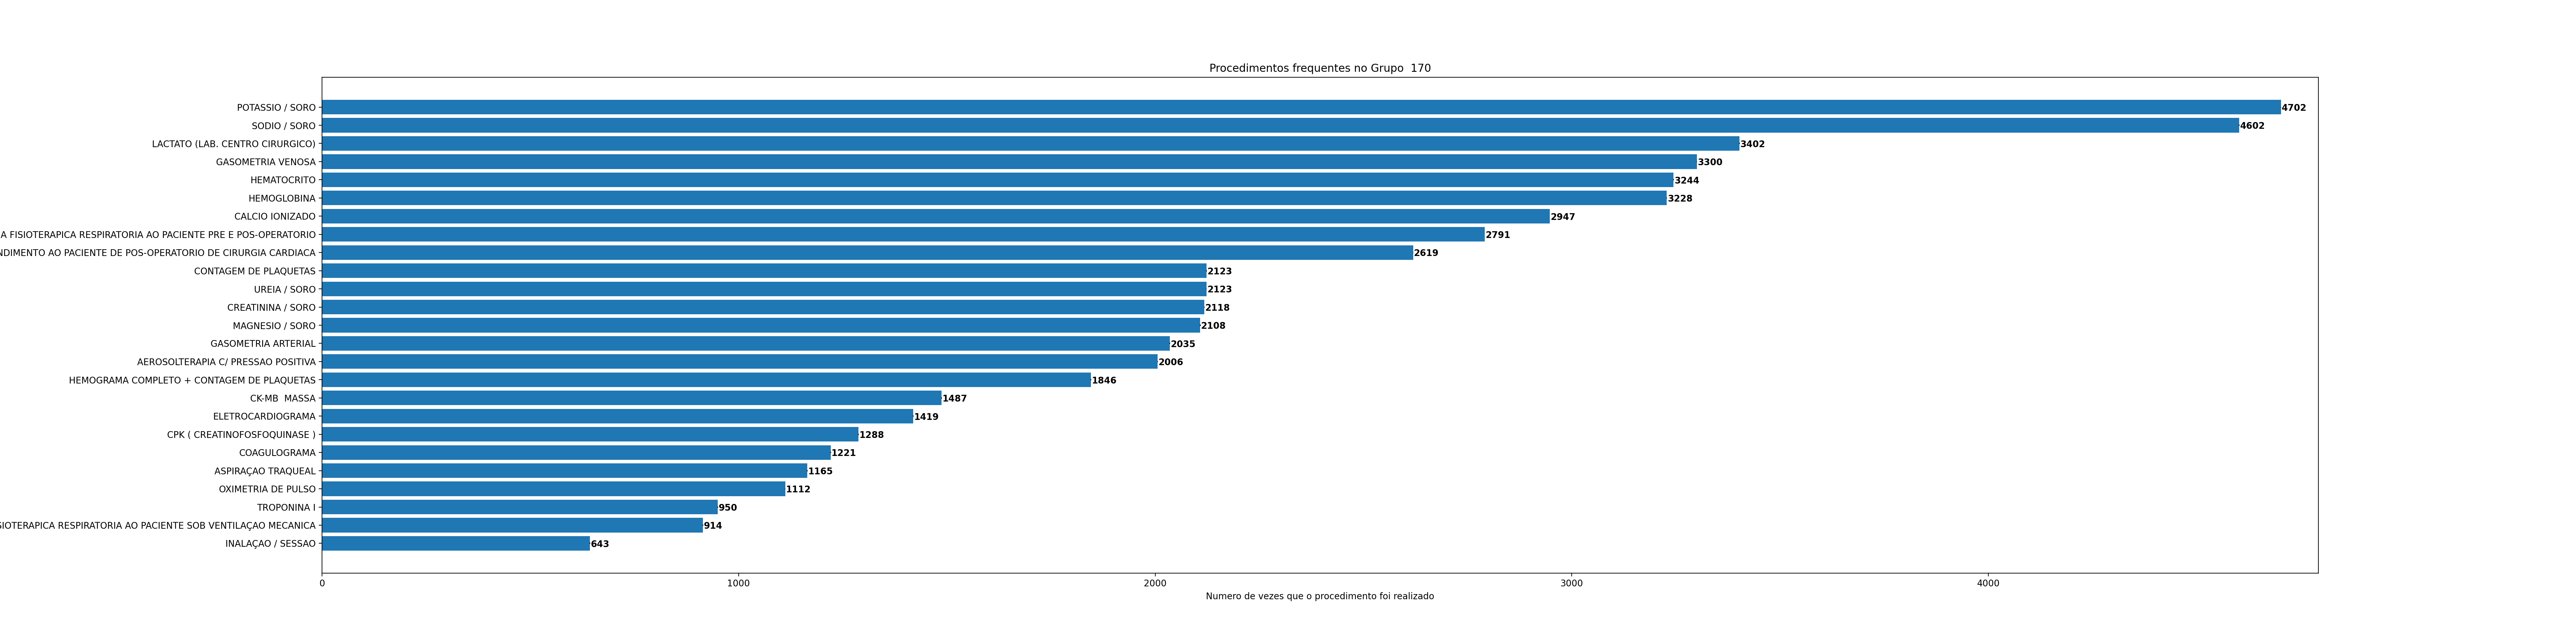 Procedimentos frequentes no Grupo  170
POTASSIO / SORO 4702
SODIO / SORO 4602
LACTATO (LAB. CENTRO CIRURGICO) 3402
GASOMETRIA VENOSA 3300
HEMATOCRITO 3244
HEMOGLOBINA 3228
CALCIO IONIZADO 2947
A FISIOTERAPICA RESPIRATORIA AO PACIENTE PRE E POS-OPERATORIO 2791
NDIMENTO AO PACIENTE DE POS-OPERATORIO DE CIRURGIA CARDIACA 2619
CONTAGEM DE PLAQUETAS 2123
UREIA / SORO 2123
CREATININA / SORO 2118
MAGNESIO / SORO 2108
GASOMETRIA ARTERIAL 2035
AEROSOLTERAPIA C/ PRESSAO POSITIVA 2006
HEMOGRAMA COMPLETO + CONTAGEM DE PLAQUETAS 1846
CK-MB  MASSA 1487
ELETROCARDIOGRAMA 1419
CPK ( CREATINOFOSFOQUINASE ) 1288
COAGULOGRAMA 1221
ASPIRAÇAO TRAQUEAL 1165
OXIMETRIA DE PULSO 1112
TROPONINA I 950
SIOTERAPICA RESPIRATORIA AO PACIENTE SOB VENTILAÇAO MECANICA 914
INALAÇAO / SESSAO 643
0 1000 2000 3000 4000
Numero de vezes que o procedimento foi realizado